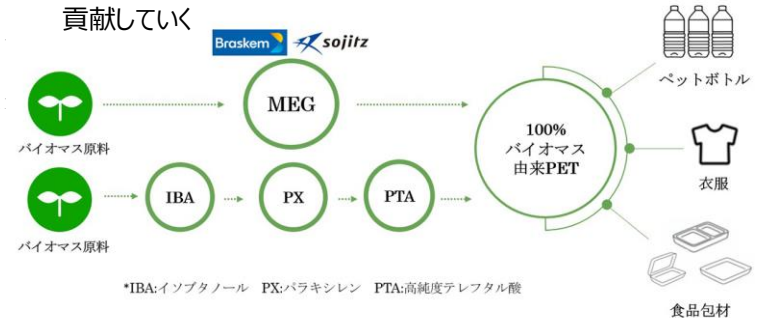 貢献していく
Braskem sojitz
ペットボトル
MEG
バイオマス原料
100%
バイオマス
由来PET
衣服
IBA
PX
PTA
バイオマス原料
*IBA:イソブタノール PX:パラキシレン PTA:高純度テレフタル酸
食品包材